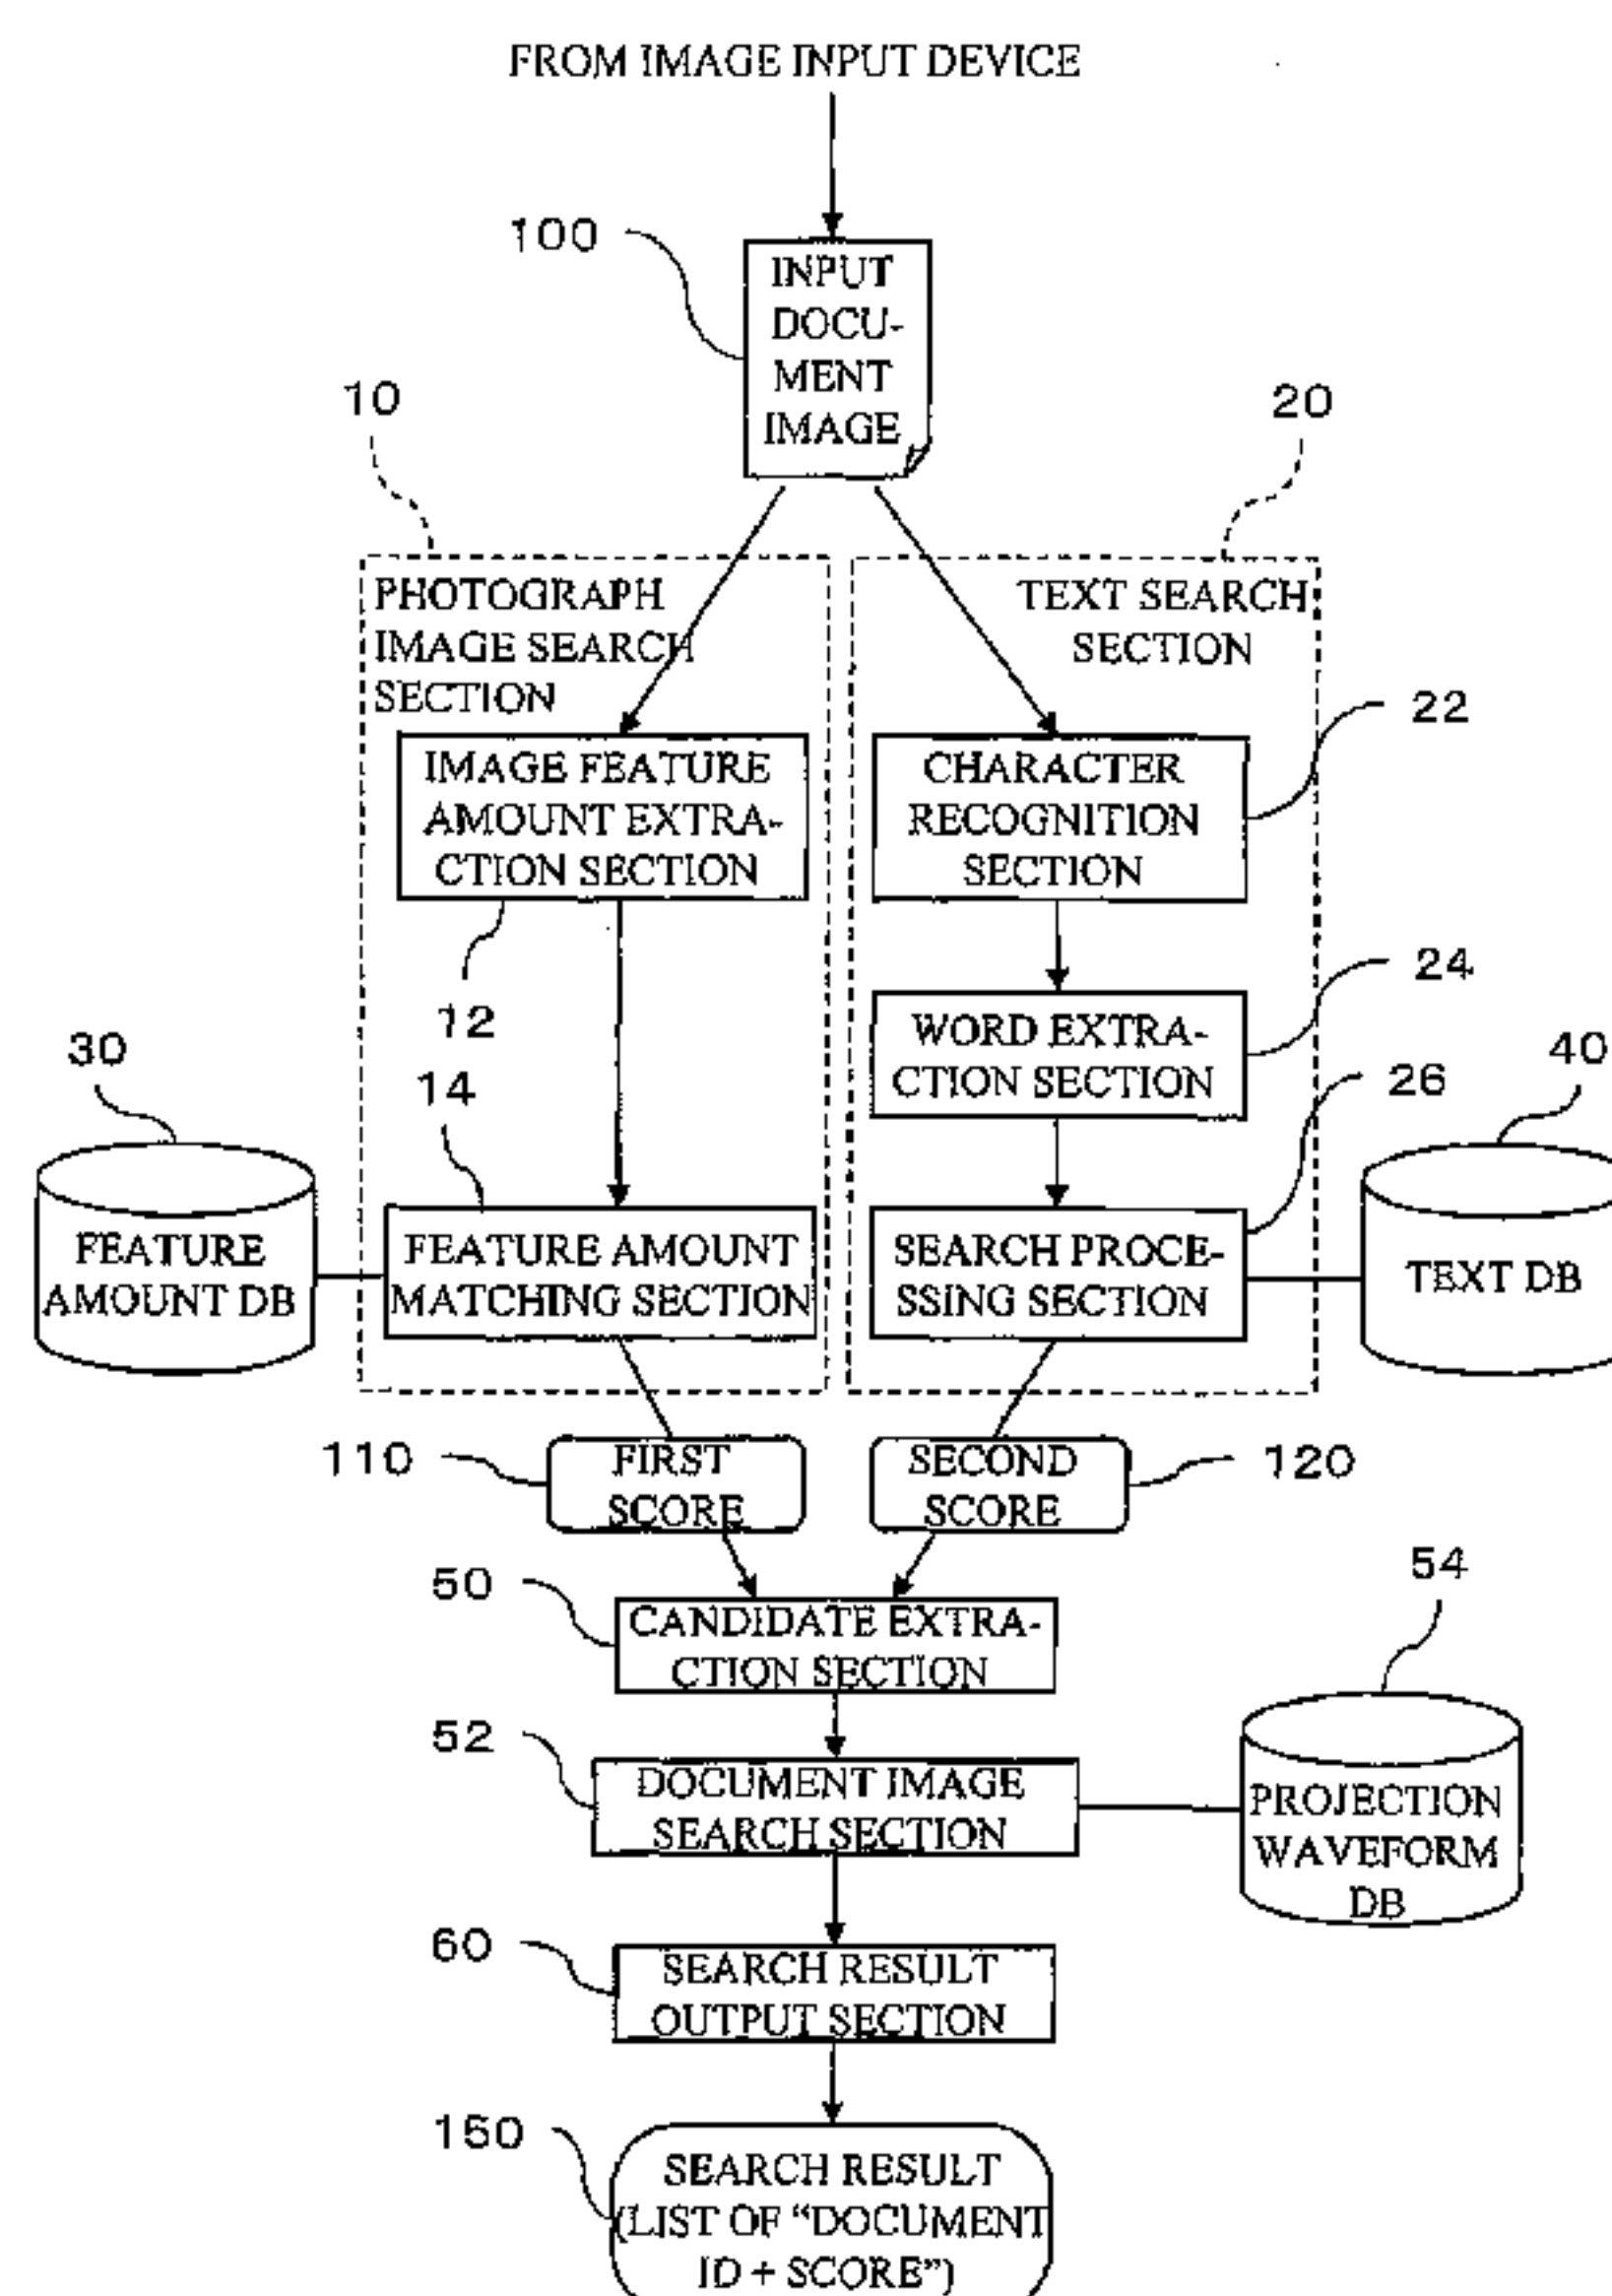 FROM IMAGE INPUT DEVICE
100
INPUT
DOCU-
MENT
IMAGE
10
20
PHOTOGRAPH
IMAGE SEARCH
SECTION
TEXT SEARCH
SECTION
22
IMAGE FEATURE
AMOUNT EXTRA-
CTION SECTION
CHARACTER
RECOGNITION
SECTION
12
24
WORD EXTRA-
CTION SECTION
30
14
26
40
FEATURE
AMOUNT DB
FEATURE AMOUNT
MATCHING SECTION
SEARCH PROCE-
SSING SECTION
TEXT DB
110
FIRST
SCORE
SECOND
SCORE
120
50
CANDIDATE EXTRA-
CTION SECTION
54
52
DOCUMENT IMAGE
SEARCH SECTION
PROJECTION
WAVEFORM
DB
60
SEARCH RESULT
OUTPUT SECTION
150
SEARCH RESULT
(LIST OF “DOCUMENT
ID + SCORE”)